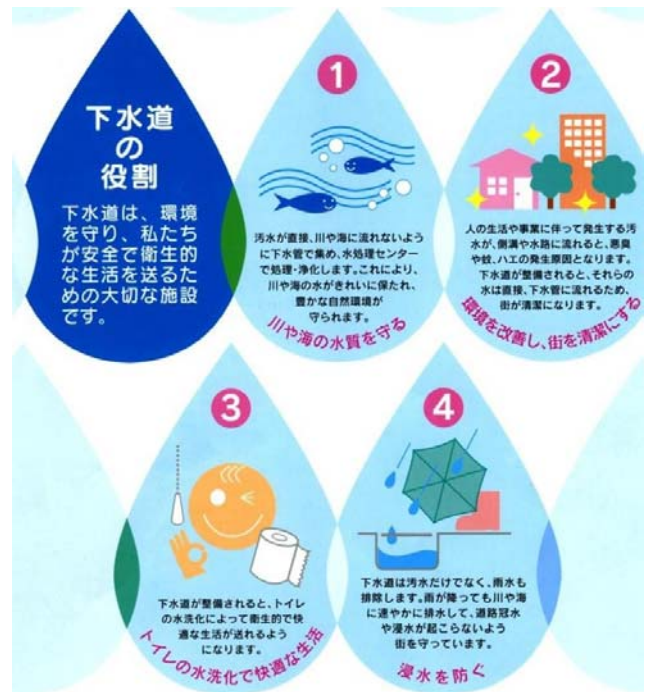 下水道
の
役割
下水道は、環境
を守り、私たち
が安全で衛生的
な生活を送るた
めの大切な施設
です。
1
汚水が直接、川や海に流れないよう
に下水管で集め、水処理センター
で処理・浄化します。これにより、
川や海の水がきれいに保たれ、
豊かな自然環境が
守られます。
川や海の水質を守る
2
人の生活や事業に伴って発生する汚
水が、側溝や水路に流れると、悪臭
や蚊、ハエの発生原因となります。
下水道が整備されると、それらの
水は直接、下水管に流れるため、
街が清潔になります。
環境を改善し、街を清潔にする
3
下水道が整備されると、トイレ
の水洗化によって衛生的で快
適な生活が送れるよう
になります。
トイレの水洗化で快適な生活
4
下水道は汚水だけでなく、雨水も
排除します。雨が降っても川や海
に速やかに排水して、道路冠水
や浸水が起こらないよう
街を守っています。
浸水を防ぐ